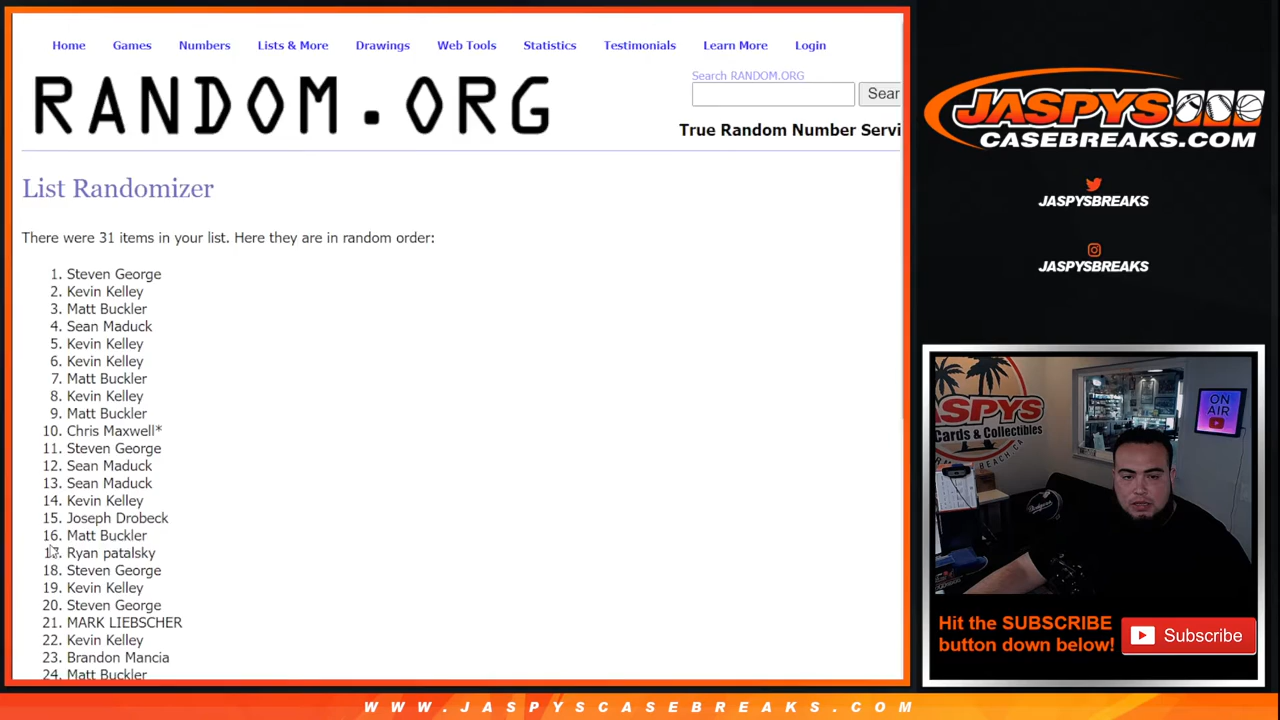 Home Games Numbers Lists & More Drawings Web Tools Statistics Testimonials Learn More Login
RANDOM.ORG
Search RANDOM.ORG
Sear
True Random Number Servi
List Randomizer
There were 31 items in your list. Here they are in random order:
1. Steven George
2. Kevin Kelley
3. Matt Buckler
4. Sean Maduck
5. Kevin Kelley
6. Kevin Kelley
7. Matt Buckler
8. Kevin Kelley
9. Matt Buckler
10. Chris Maxwell*
11. Steven George
12. Sean Maduck
13. Sean Maduck
14. Kevin Kelley
15. Joseph Drobeck
16. Matt Buckler
17. Ryan patalsky
18. Steven George
19. Kevin Kelley
20. Steven George
21. MARK LIEBSCHER
22. Kevin Kelley
23. Brandon Mancia
24. Matt Buckler
JASPYS
CASEBREAKS.COM
JASPYSBREAKS
JASPYSBREAKS
ASPYS
Cards & Collectibles
BEACH, CA
ON
AIR
Hit the SUBSCRIBE
button down below!
Subscribe
WWW.JASPYSCASEBREAKS.COM